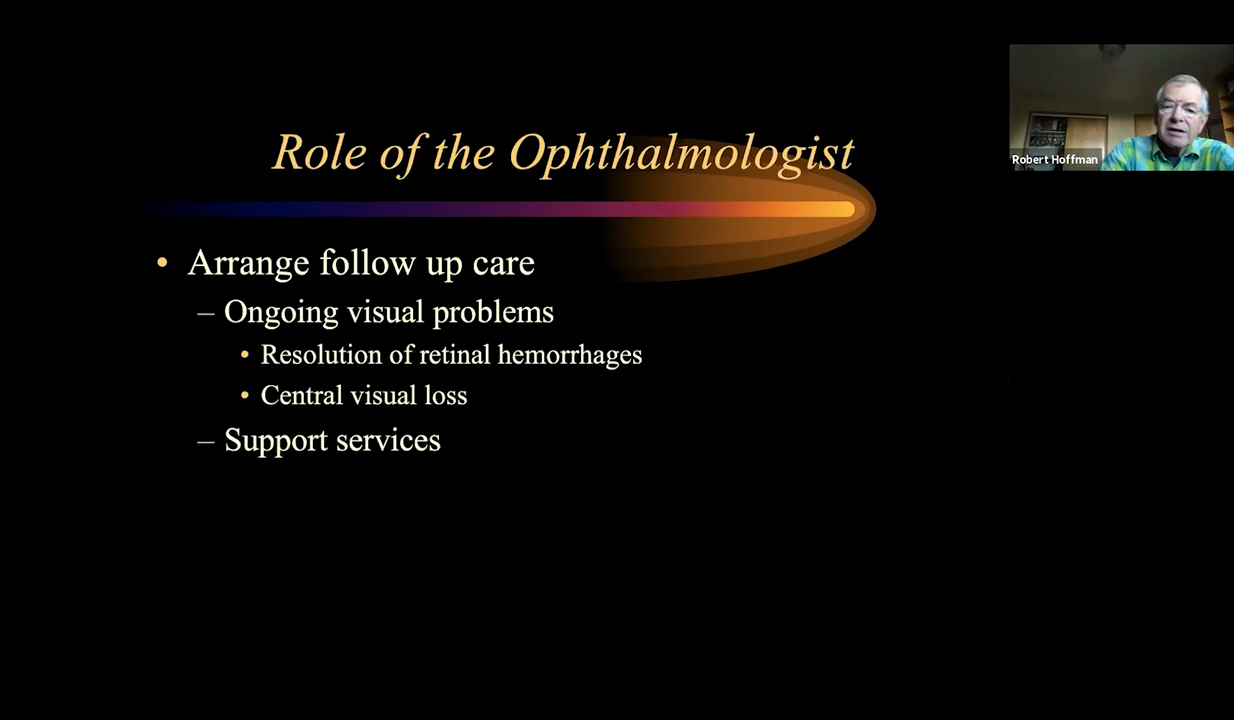 Role of the Ophthalmologist
• Arrange follow up care
– Ongoing visual problems
• Resolution of retinal hemorrhages
• Central visual loss
– Support services
Robert Hoffman